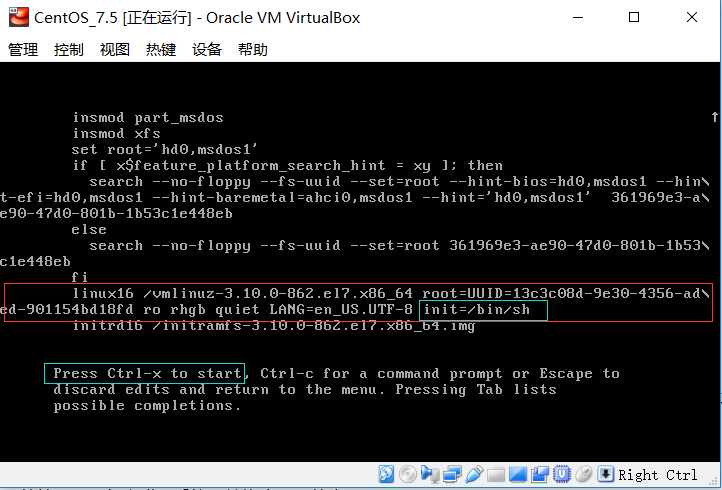 CentOS_7.5 [正在运行] - Oracle VM VirtualBox
管理 控制 视图 热键 设备 帮助
insmod part_msdos
insmod xfs
set root='hd0,msdos1'
if [ x$feature_platform_search_hint = xy ]; then
search --no-floppy --fs-uuid --set=root --hint-bios=hd0,msdos1 --hin\
t-efi=hd0,msdos1 --hint-baremetal=ahci0,msdos1 --hint='hd0,msdos1'  361969e3-a\
e90-47d0-801b-1b53c1e448eb
else
search --no-floppy --fs-uuid --set=root 361969e3-ae90-47d0-801b-1b53\
c1e448eb
fi
linux16 /vmlinuz-3.10.0-862.el7.x86_64 root=UUID=13c3c08d-9e30-4356-ad\
ed-901154bd18fd ro rhgb quiet LANG=en_US.UTF-8 init=/bin/sh
initrd16 /initramfs-3.10.0-862.el7.x86_64.img
Press Ctrl-x to start, Ctrl-c for a command prompt or Escape to
discard edits and return to the menu. Pressing Tab lists
possible completions.
Right Ctrl